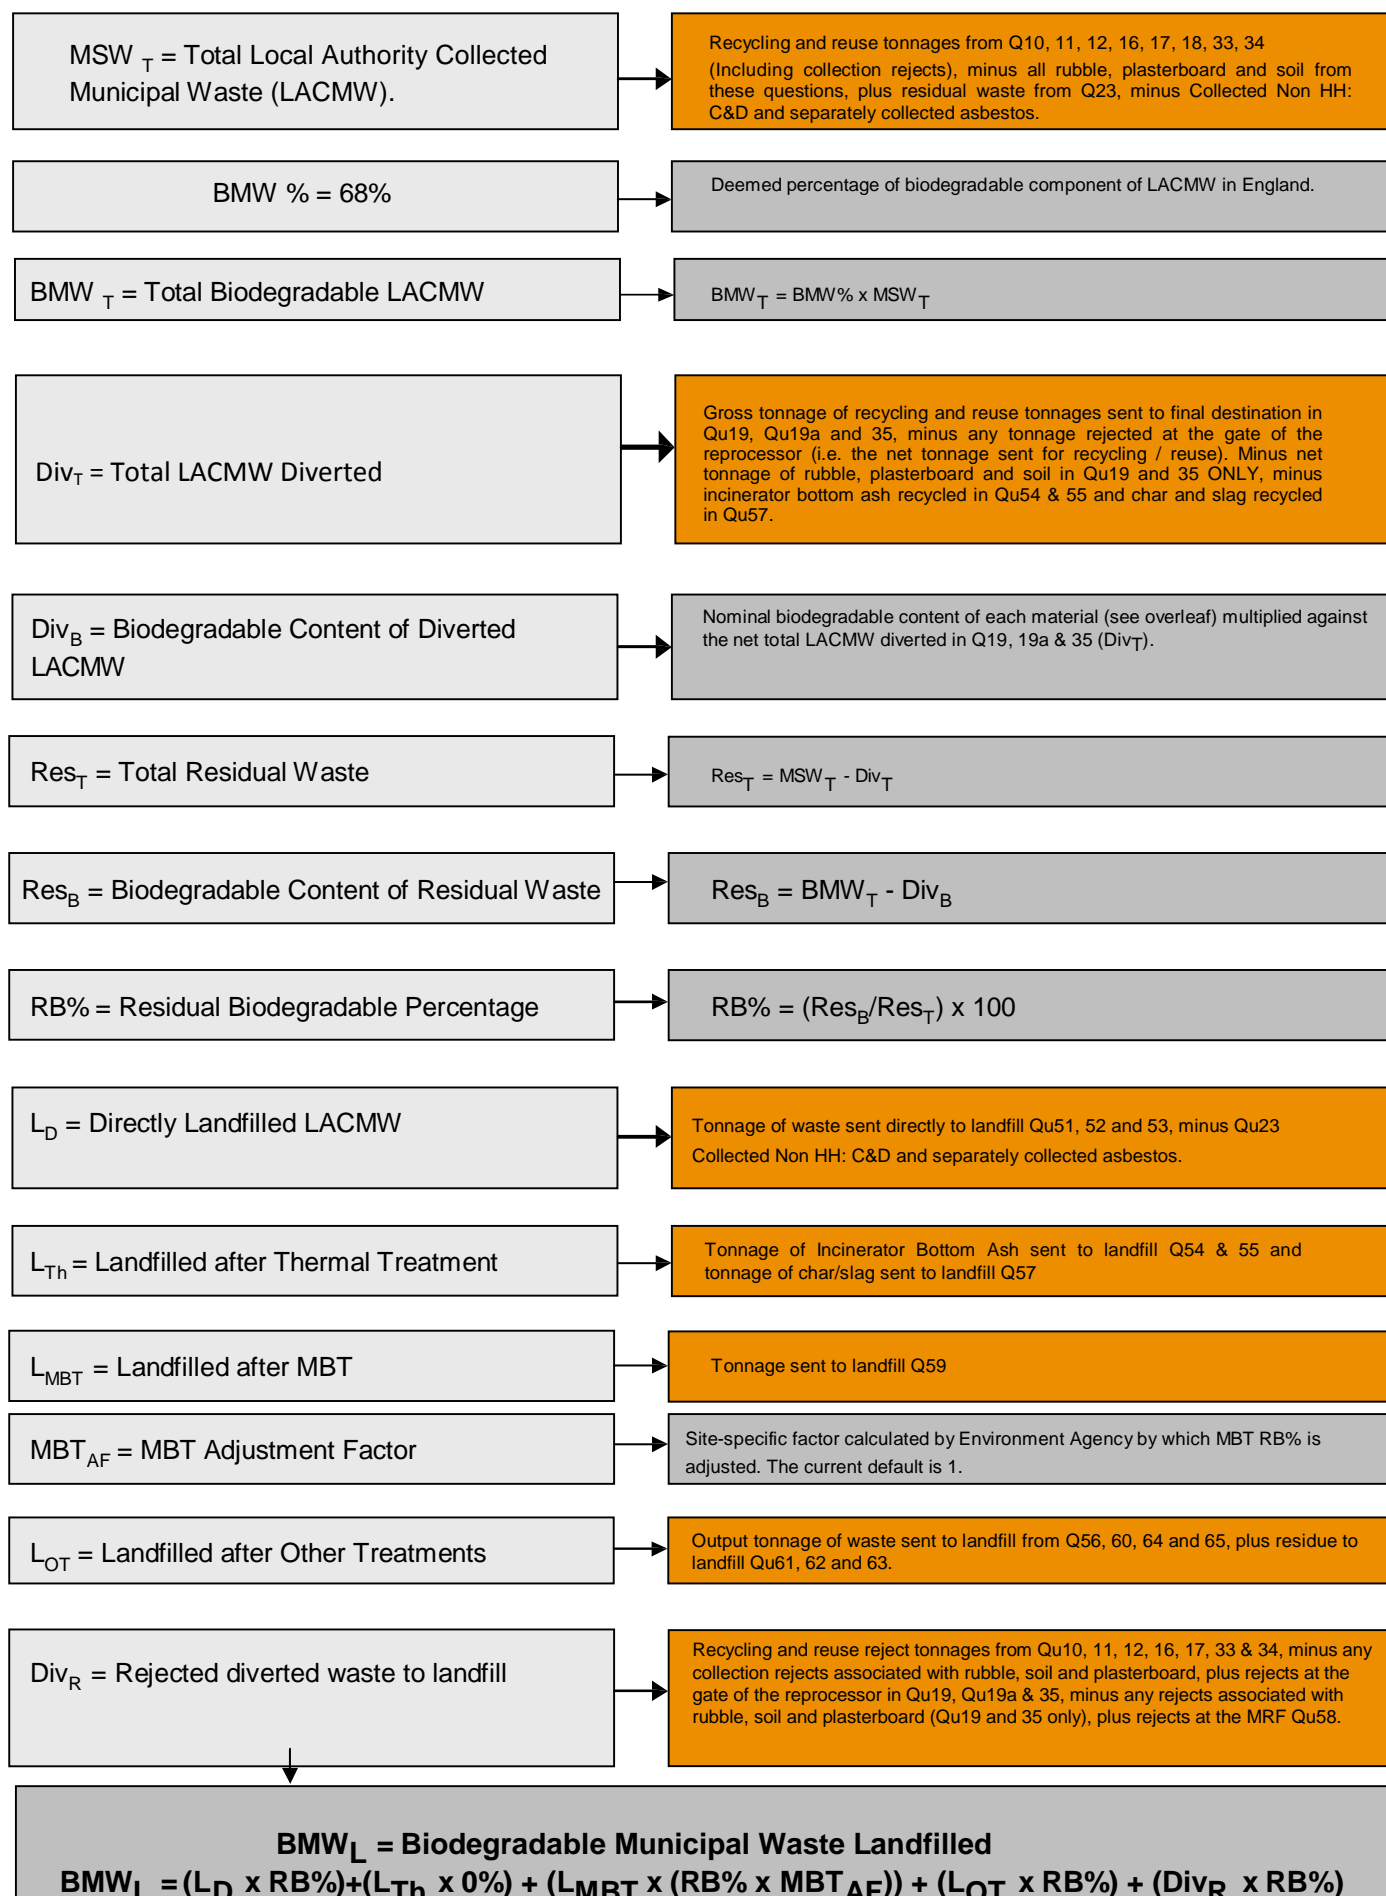 MSW T = Total Local Authority Collected
Municipal Waste (LACMW).
Recycling and reuse tonnages from Q10, 11, 12, 16, 17, 18, 33, 34
(Including collection rejects), minus all rubble, plasterboard and soil from
these questions, plus residual waste from Q23, minus Collected Non HH:
C&D and separately collected asbestos.
BMW % = 68%
Deemed percentage of biodegradable component of LACMW in England.
BMW T = Total Biodegradable LACMW
BMWT = BMW% x MSWT
DivT = Total LACMW Diverted
Gross tonnage of recycling and reuse tonnages sent to final destination in
Qu19, Qu19a and 35, minus any tonnage rejected at the gate of the
reprocessor (i.e. the net tonnage sent for recycling / reuse). Minus net
tonnage of rubble, plasterboard and soil in Qu19 and 35 ONLY, minus
incinerator bottom ash recycled in Qu54 & 55 and char and slag recycled
in Qu57.
DivB = Biodegradable Content of Diverted
LACMW
Nominal biodegradable content of each material (see overleaf) multiplied against
the net total LACMW diverted in Q19, 19a & 35 (DivT).
ResT = Total Residual Waste
ResT = MSWT - DivT
ResB = Biodegradable Content of Residual Waste
ResB = BMWT - DivB
RB% = Residual Biodegradable Percentage
RB% = (ResB/ResT) x 100
LD = Directly Landfilled LACMW
Tonnage of waste sent directly to landfill Qu51, 52 and 53, minus Qu23
Collected Non HH: C&D and separately collected asbestos.
LTh = Landfilled after Thermal Treatment
Tonnage of Incinerator Bottom Ash sent to landfill Q54 & 55 and
tonnage of char/slag sent to landfill Q57
LMBT = Landfilled after MBT
Tonnage sent to landfill Q59
MBTAF = MBT Adjustment Factor
Site-specific factor calculated by Environment Agency by which MBT RB% is
adjusted. The current default is 1.
LOT = Landfilled after Other Treatments
Output tonnage of waste sent to landfill from Q56, 60, 64 and 65, plus residue to
landfill Qu61, 62 and 63.
DivR = Rejected diverted waste to landfill
Recycling and reuse reject tonnages from Qu10, 11, 12, 16, 17, 33 & 34, minus any
collection rejects associated with rubble, soil and plasterboard, plus rejects at the
gate of the reprocessor in Qu19, Qu19a & 35, minus any rejects associated with
rubble, soil and plasterboard (Qu19 and 35 only), plus rejects at the MRF Qu58.
BMWL = Biodegradable Municipal Waste Landfilled
BMWL = (LD x RB%)+(LTh x 0%) + (LMBT x (RB% x MBTAF)) + (LOT x RB%) + (DivR x RB%)